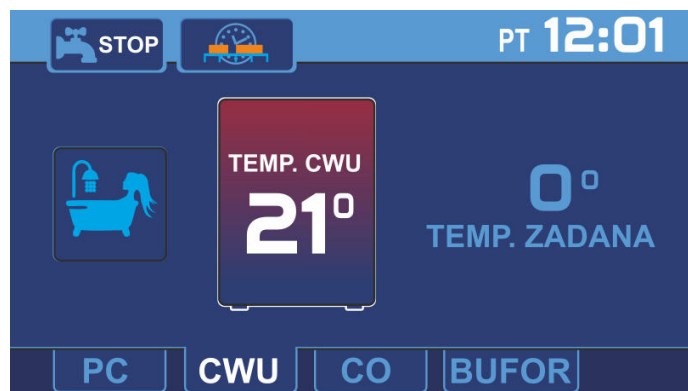 STOP
PT 12:01
TEMP. CWU
21°
0°
TEMP. ZADANA
PC CWU CO BUFOR